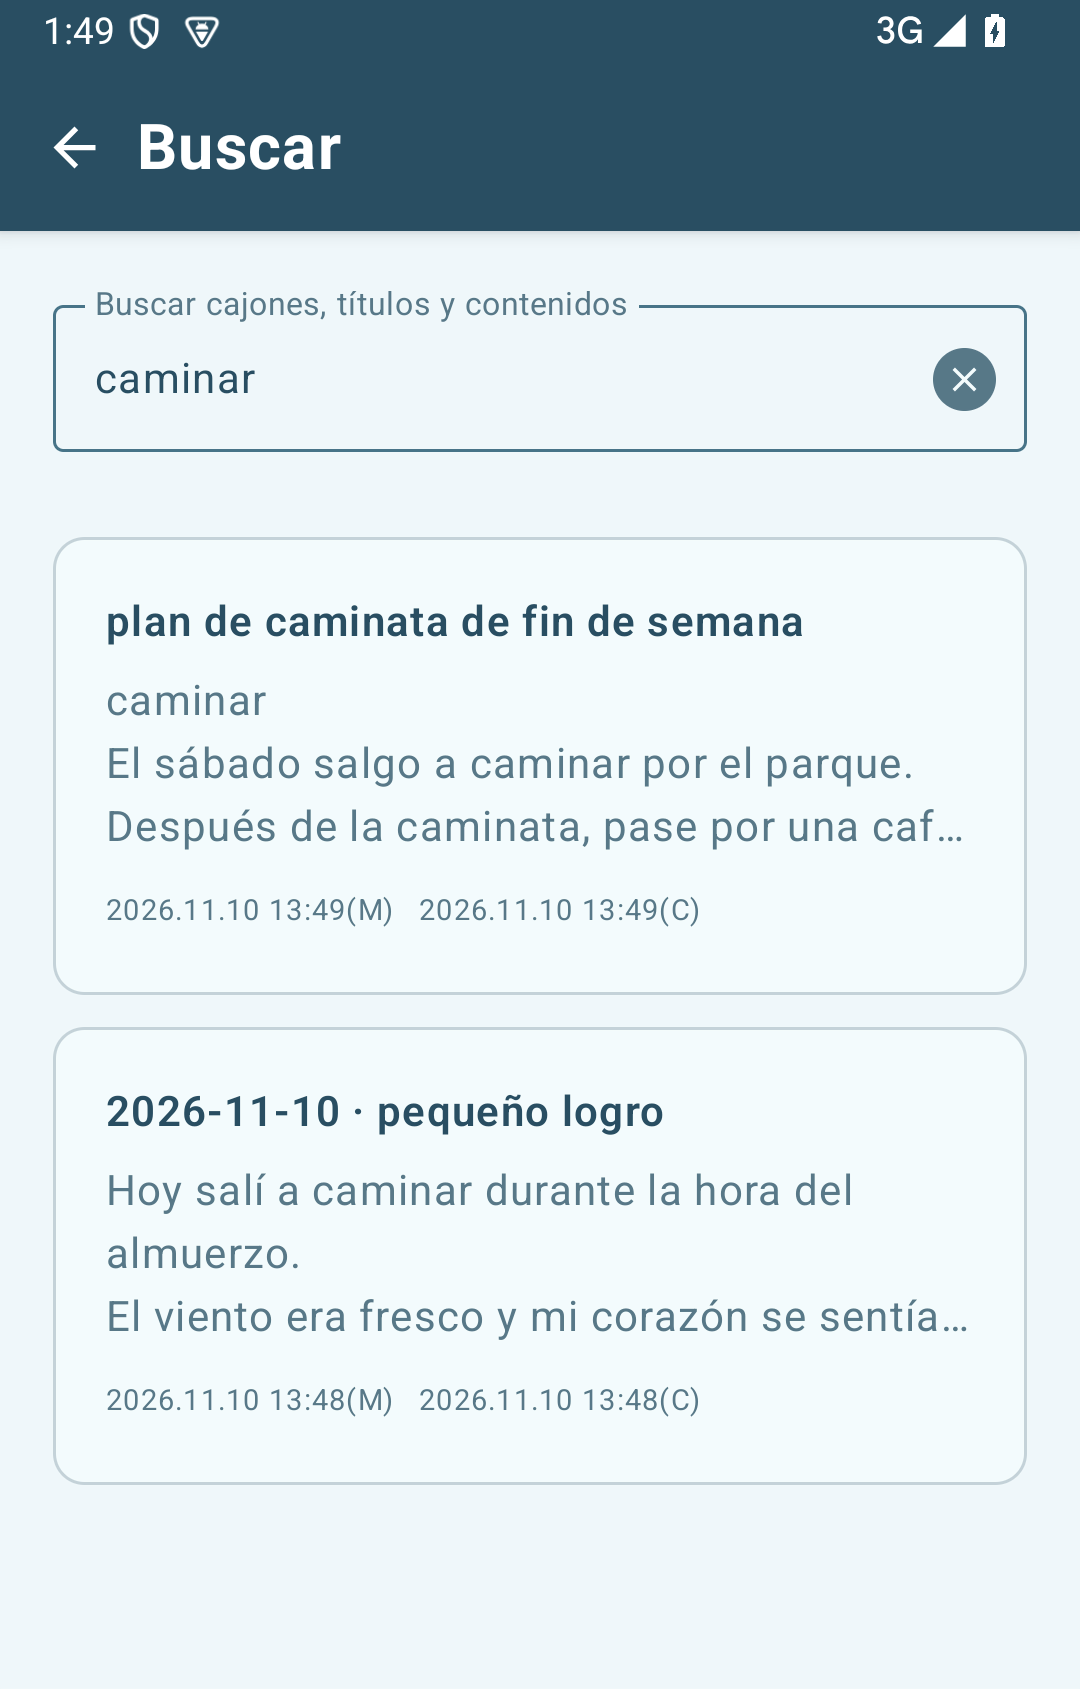 1:49
3G
Buscar
Buscar cajones, títulos y contenidos
caminar
plan de caminata de fin de semana
caminar
El sábado salgo a caminar por el parque.
Después de la caminata, pase por una caf…
2026.11.10 13:49(M) 2026.11.10 13:49(C)
2026-11-10 · pequeño logro
Hoy salí a caminar durante la hora del
almuerzo.
El viento era fresco y mi corazón se sentía…
2026.11.10 13:48(M) 2026.11.10 13:48(C)